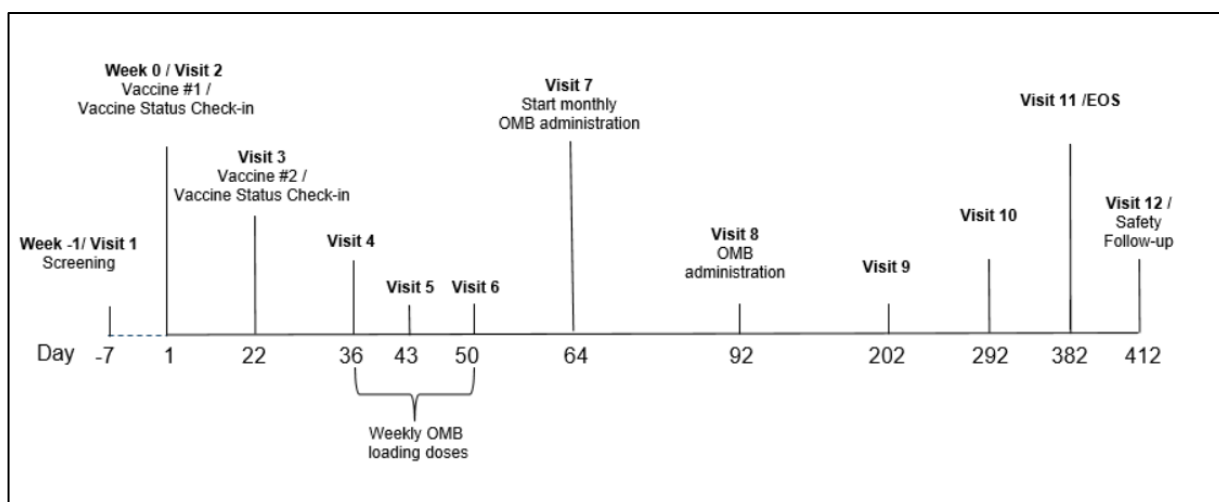 Week 0 / Visit 2
Vaccine #1 /
Vaccine Status Check-in
Visit 7
Start monthly
OMB administration
Visit 11 /EOS
Visit 3
Vaccine #2 /
Vaccine Status Check-in
Week -1/ Visit 1
Screening
Visit 4
Visit 5
Visit 6
Visit 8
OMB
administration
Visit 9
Visit 10
Visit 12 /
Safety
Follow-up
Day -7 1 22 36 43 50 64 92 202 292 382 412
Weekly OMB
loading doses